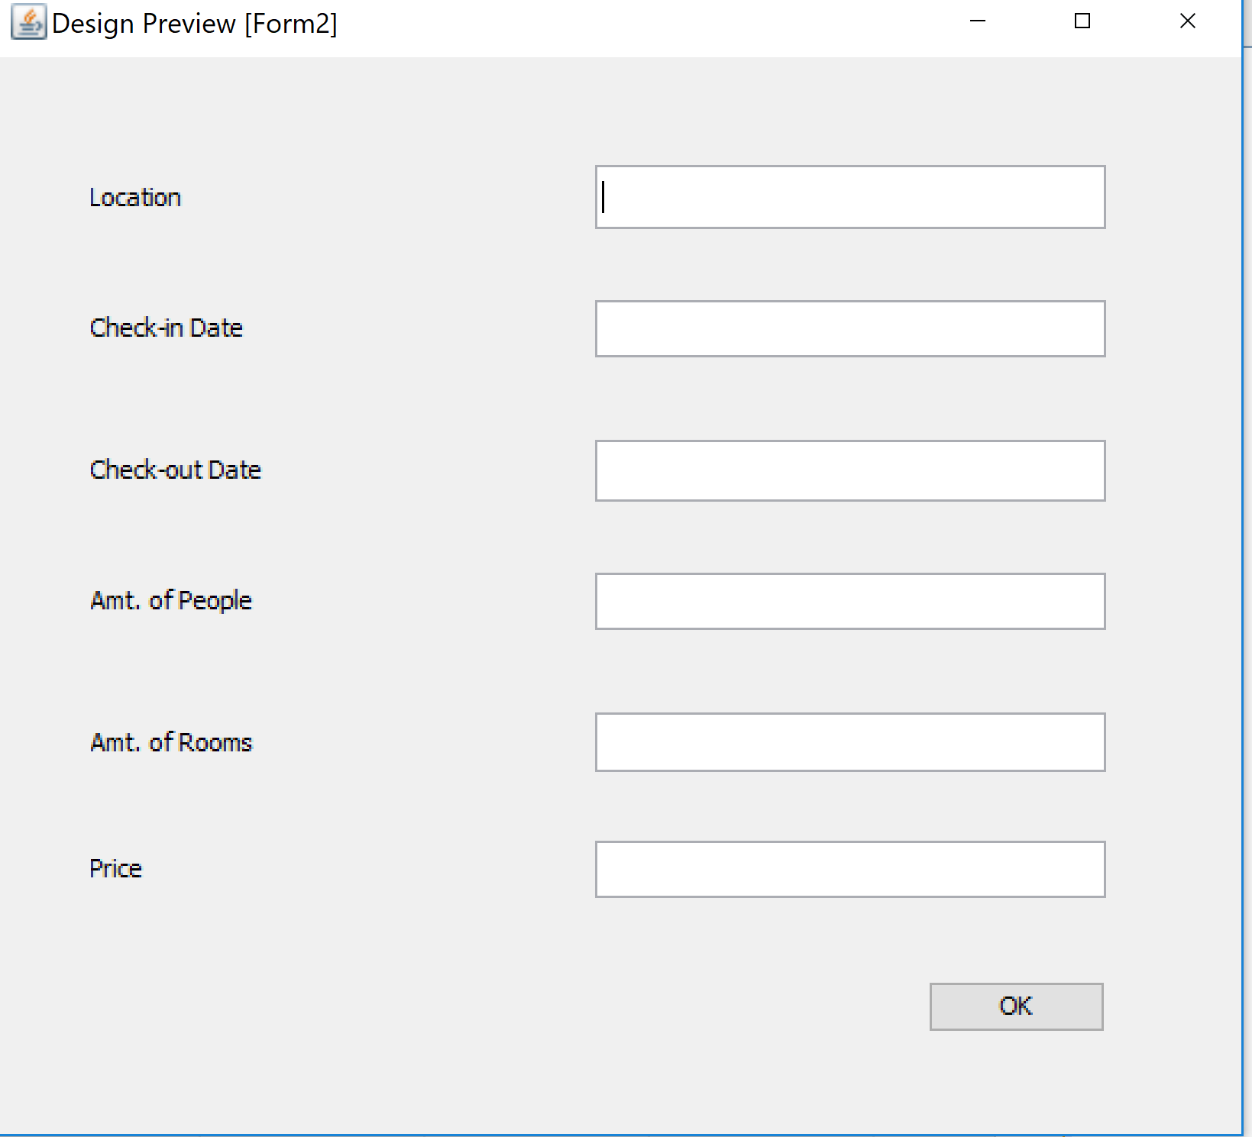 Design Preview [Form2]
Location
Check-in Date
Check-out Date
Amt. of People
Amt. of Rooms
Price
OK